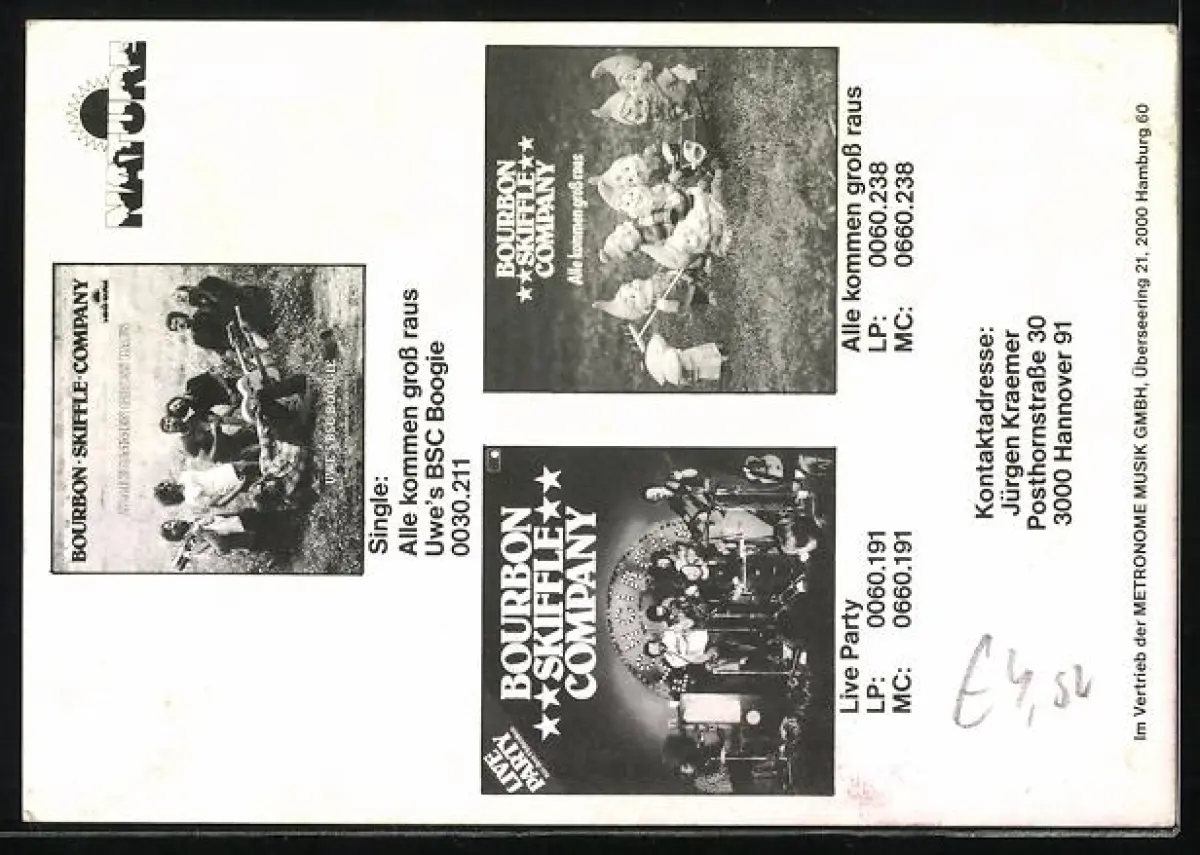 NATURE
BOURBON·SKIFFLE·COMPANY
UWE'S BSC BOOGIE
Single:
Alle kommen groß raus
Uwe's BSC Boogie
0030.211
BOURBON
SKIFFLE
COMPANY
LIVE
PARTY
Live Party
LP: 0060.191
MC: 0660.191
BOURBON
SKIFFLE
COMPANY
Alle kommen groß raus
Alle kommen groß raus
LP: 0060.238
MC: 0660.238
Kontaktadresse:
Jürgen Kraemer
Posthornstraße 30
3000 Hannover 91
Im Vertrieb der METRONOME MUSIK GMBH, Überseering 21, 2000 Hamburg 60